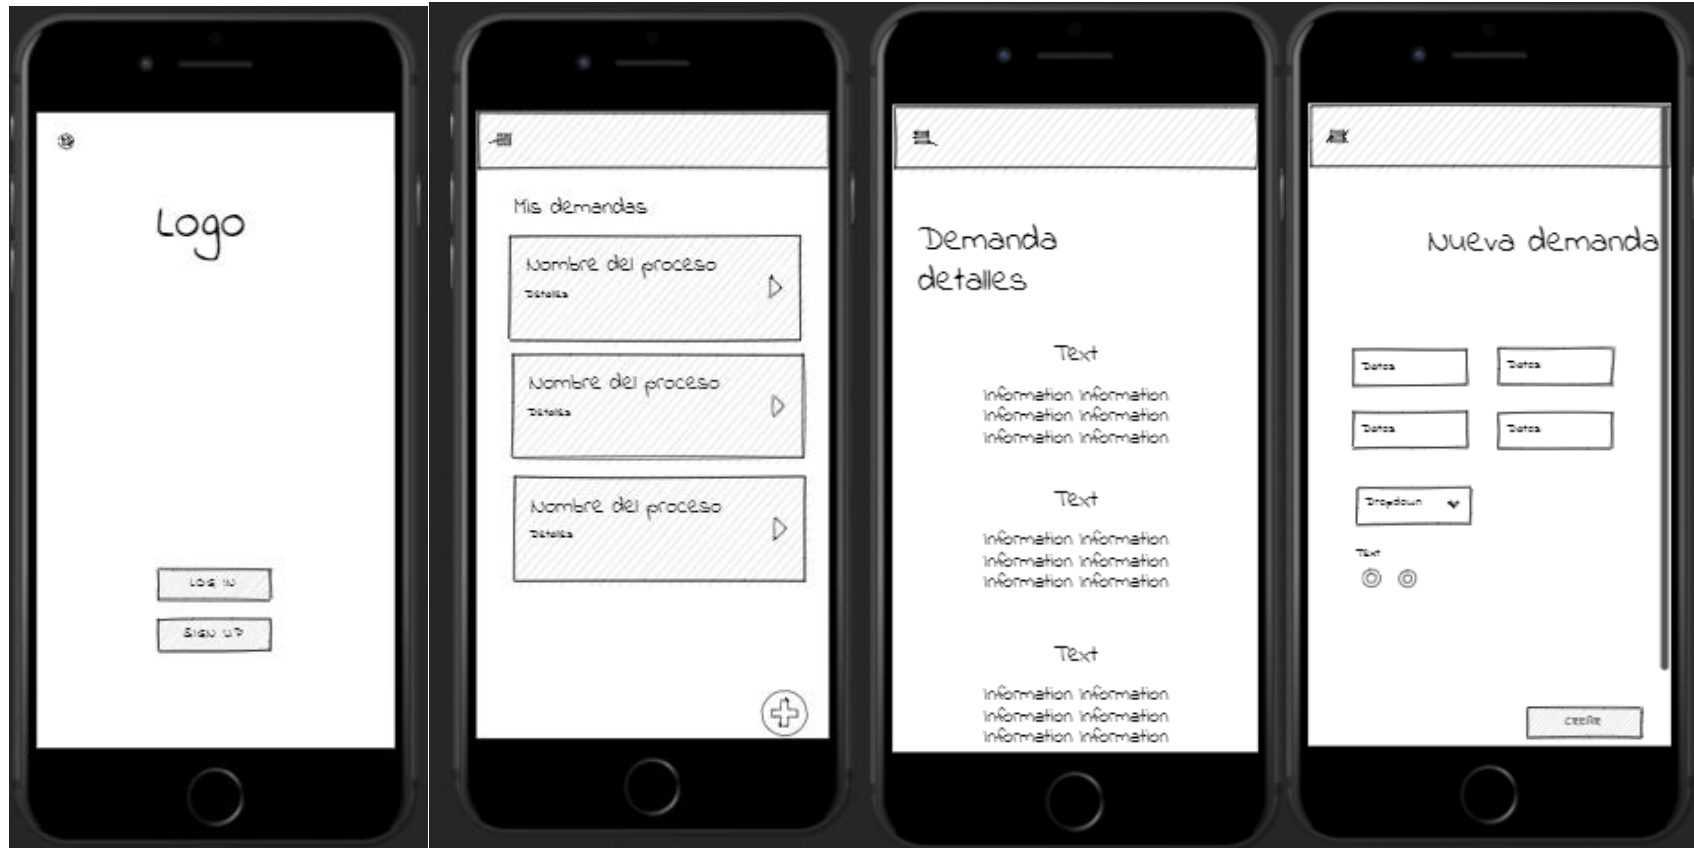 Logo
LOG IN
SIGN UP
Mis demandas
Nombre del proceso
Detalles
Nombre del proceso
Detalles
Nombre del proceso
Detalles
Demanda
detalles
Text
Information Information
Information Information
Information Information
Text
Information Information
Information Information
Information Information
Text
Information Information
Information Information
Information Information
Nueva demanda
Datos
Datos
Datos
Datos
Dropdown
Text
CREAR